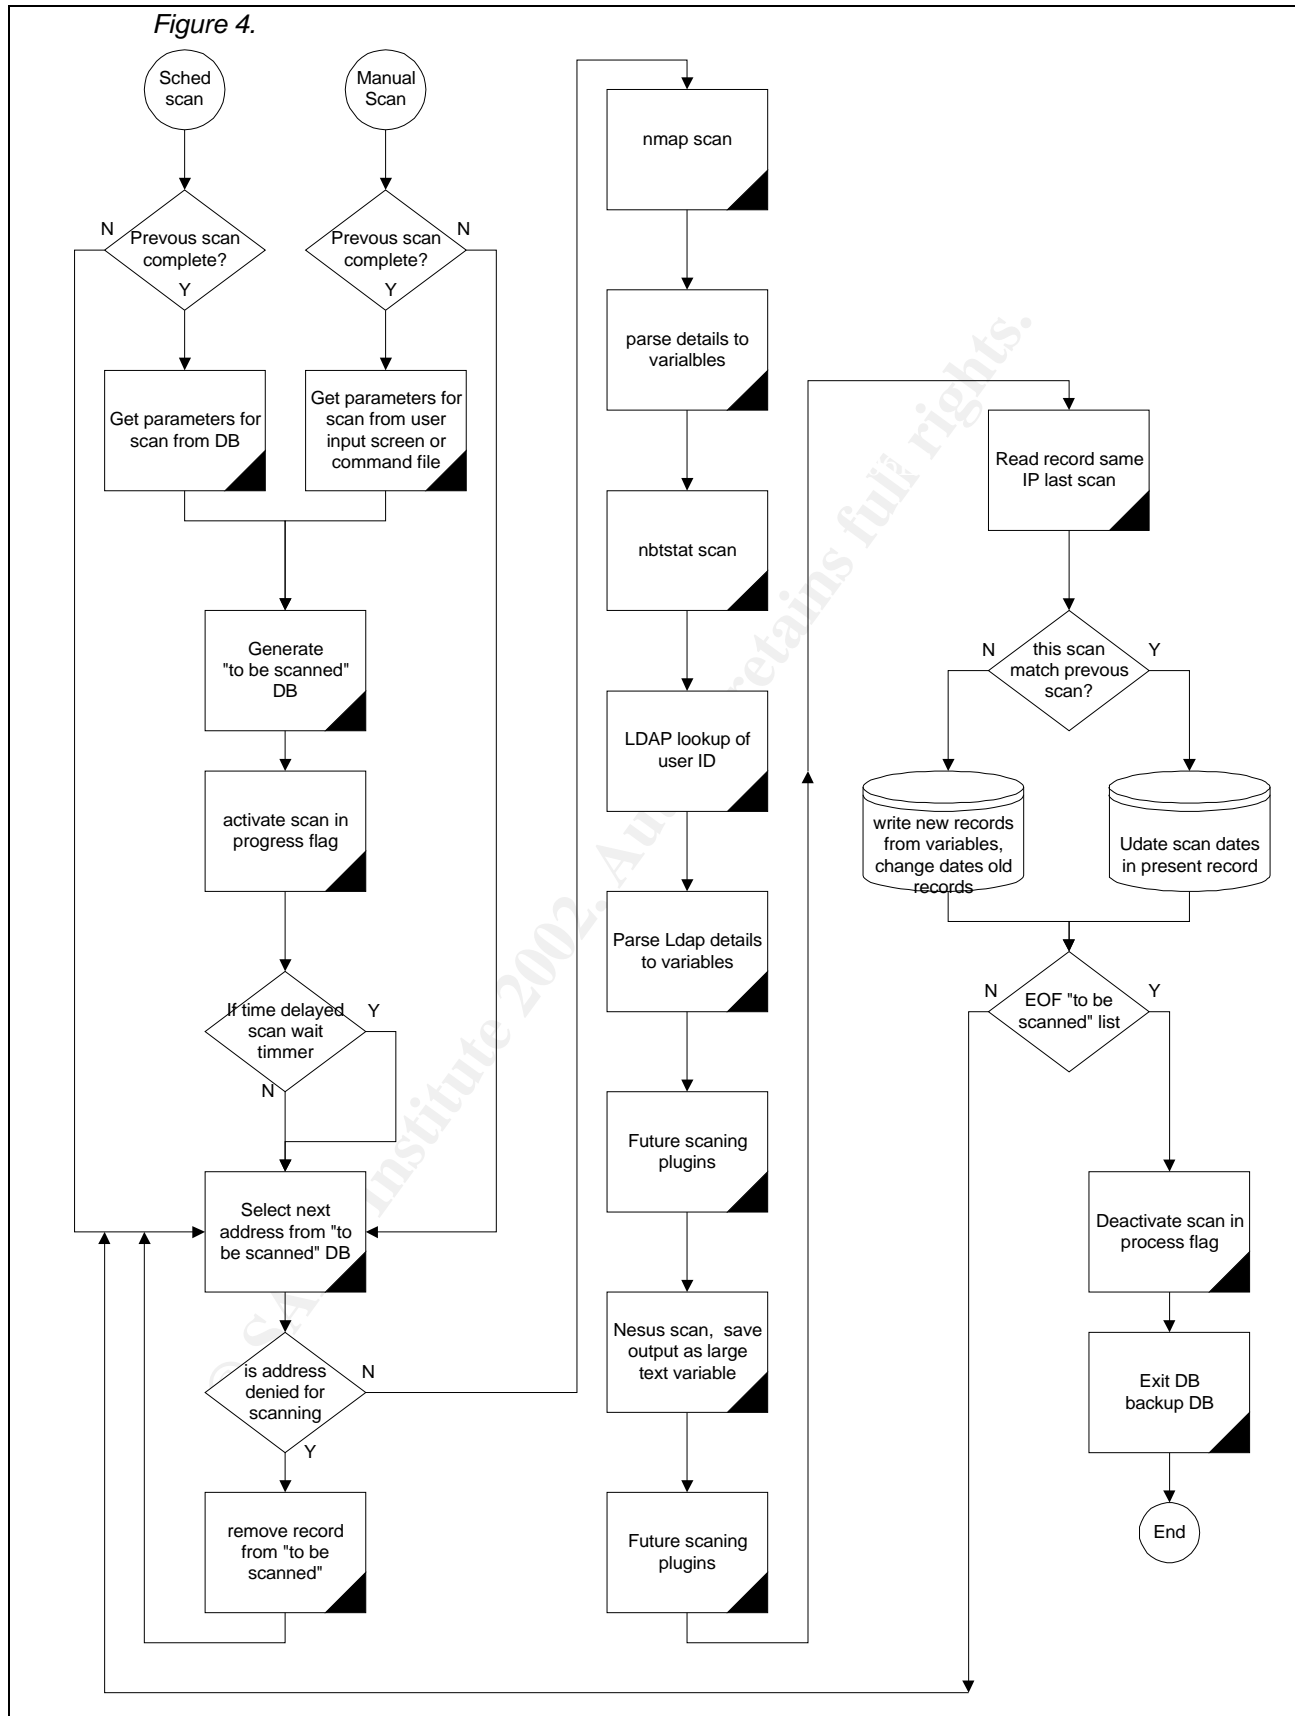 Figure 4.
Sched
scan
Manual
Scan
N
Prevous scan
complete?
Y
N
Prevous scan
complete?
Y
Get parameters for
scan from DB
Get parameters for
scan from user
input screen or
command file
Generate
"to be scanned"
DB
activate scan in
progress flag
If time delayed
scan wait
timmer
Y
N
Select next
address from "to
be scanned" DB
is address
denied for
scanning
N
Y
remove record
from "to be
scanned"
nmap scan
parse details to
varialbles
nbtstat scan
LDAP lookup of
user ID
Parse Ldap details
to variables
Future scaning
plugins
Nesus scan, save
output as large
text variable
Future scaning
plugins
Read record same
IP last scan
N
this scan
match prevous
scan?
Y
write new records
from variables,
change dates old
records
Udate scan dates
in present record
N
EOF "to be
scanned" list
Y
Deactivate scan in
process flag
Exit DB
backup DB
End
© SA Institute 2002, Au retains full rights.